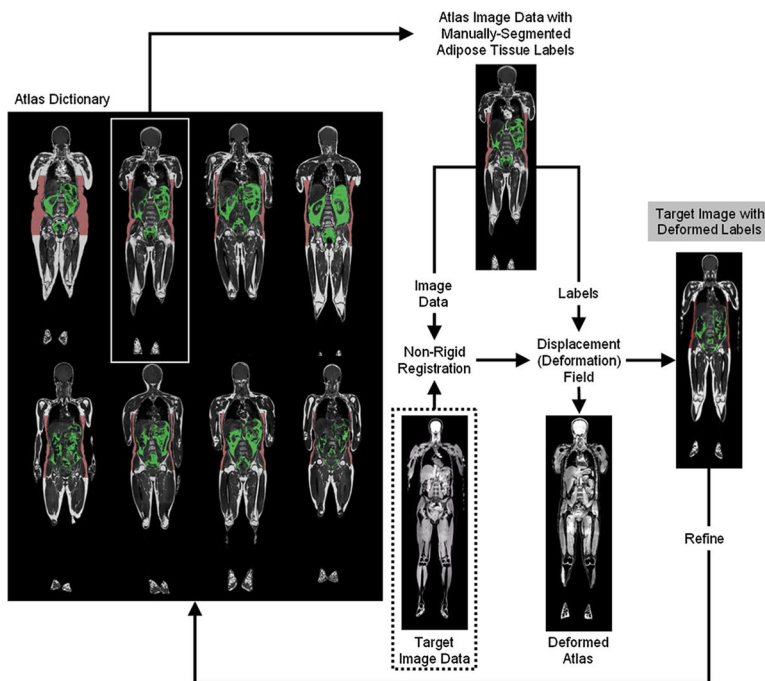 Atlas Image Data with
Manually-Segmented
Adipose Tissue Labels
Atlas Dictionary
Target Image with
Deformed Labels
Image
Data
Labels
Non-Rigid
Registration
Displacement
(Deformation)
Field
Refine
Target
Image Data
Deformed
Atlas